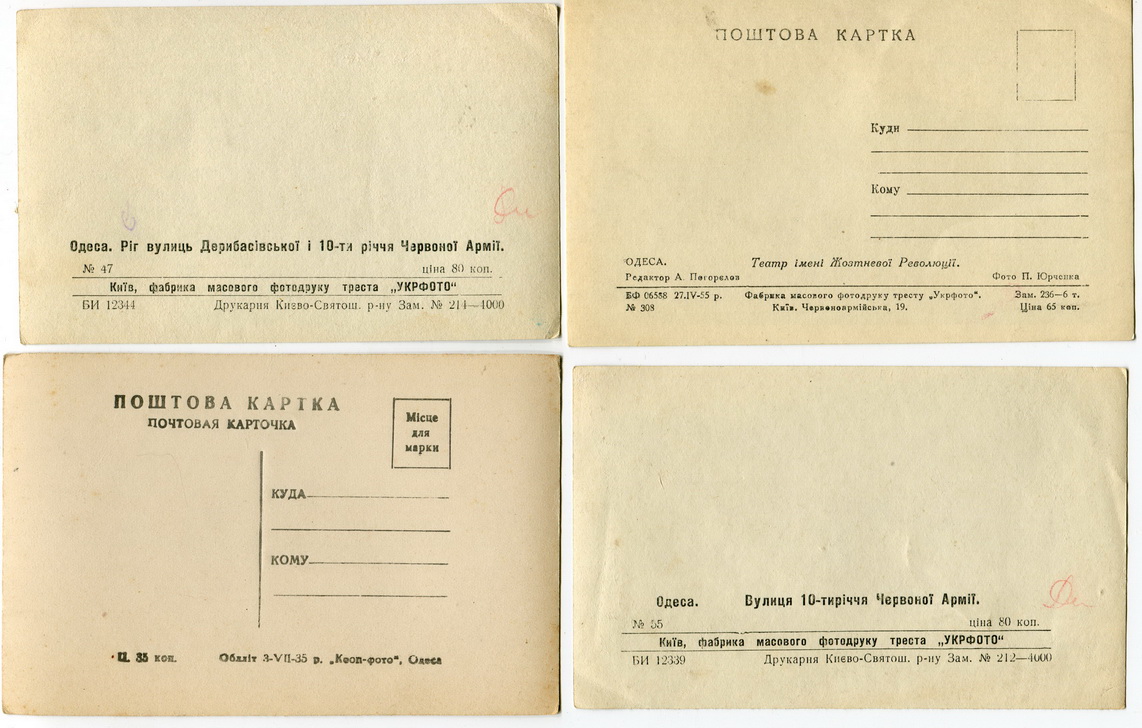 Одеса. Ріг вулиць Дерибасівської і 10-ти річчя Червоної Армії.
№ 47 ціна 80 коп.
Київ, фабрика масового фотодруку треста „УКРФОТО“
БИ 12344 Друкарня Києво-Святош. р-ну Зам. № 214—4000
ПОШТОВА КАРТКА
Куди
Кому
ОДЕСА. Театр імені Жовтневої Революції.
Редактор А. Погорєлов Фото П. Юрченка
БФ 06558 27.IV-55 р. Фабрика масового фотодруку тресту „Укрфото“. Зам. 236—6 т.
№ 308 Київ. Червоноармійська, 19. Ціна 65 коп.
ПОШТОВА КАРТКА
ПОЧТОВАЯ КАРТОЧКА
Місце
для
марки
КУДА
КОМУ
Ц. 35 коп. Обліт 3-VII-35 р. „Кооп-фото“, Одеса
Одеса. Вулиця 10-тиріччя Червоної Армії.
№ 55 ціна 80 коп.
Київ, фабрика масового фотодруку треста „УКРФОТО“
БИ 12339 Друкарня Києво-Святош. р-ну Зам. № 212—4000